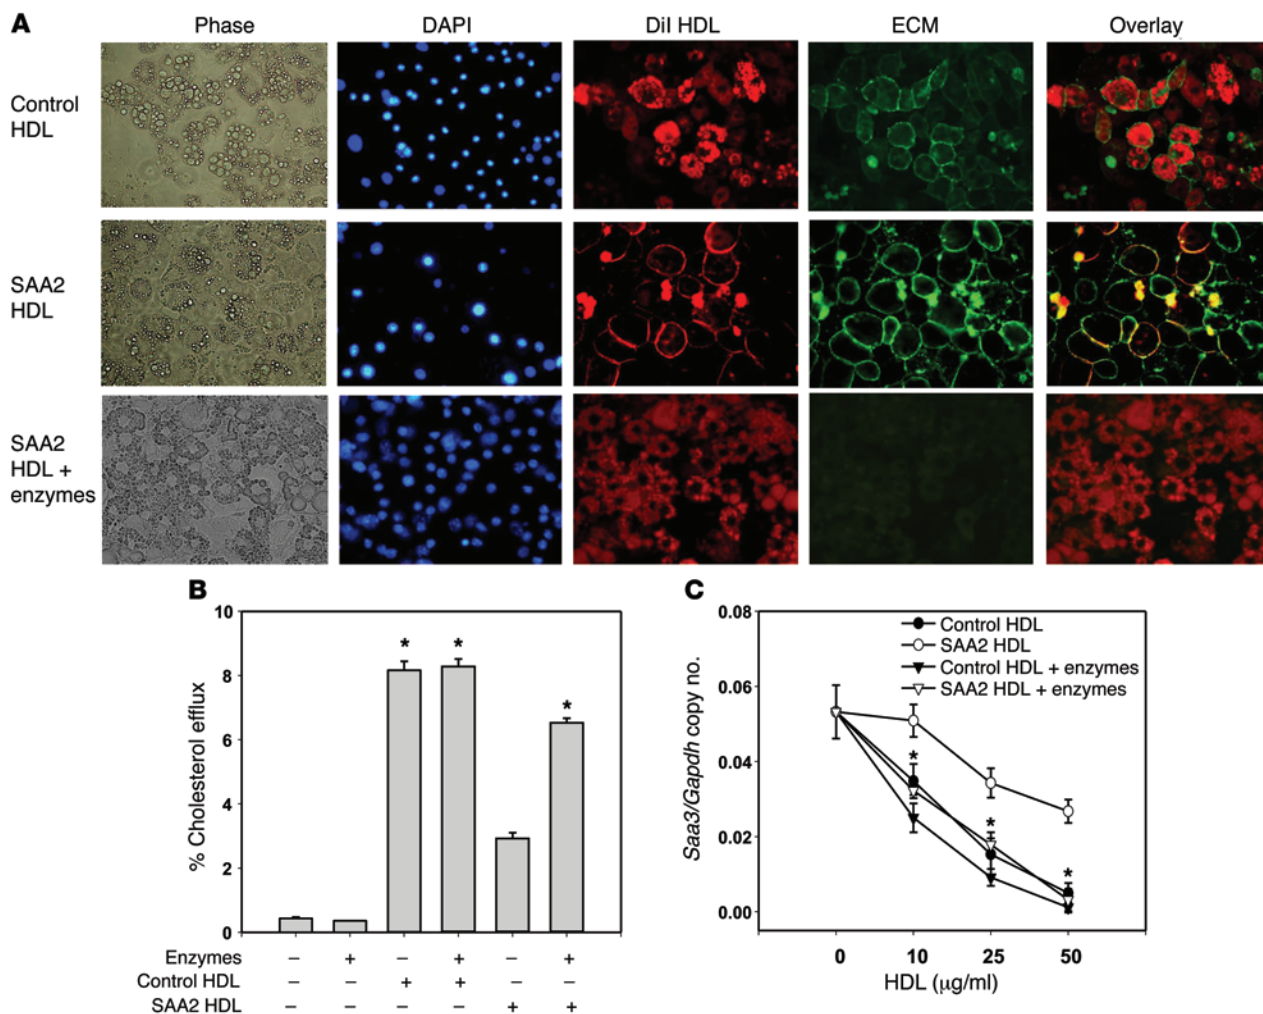 A Phase DAPI Dil HDL ECM Overlay
Control
HDL
SAA2
HDL
SAA2
HDL +
enzymes
B
% Cholesterol efflux
10
8
6
4
2
0
* * *
Enzymes – + – + – +
Control HDL – – + + – –
SAA2 HDL – – – – + +
C
Saa3/Gapdh copy no.
0.08
0.06
0.04
0.02
0.00
Control HDL
SAA2 HDL
Control HDL + enzymes
SAA2 HDL + enzymes
*
*
*
0 10 25 50
HDL (μg/ml)